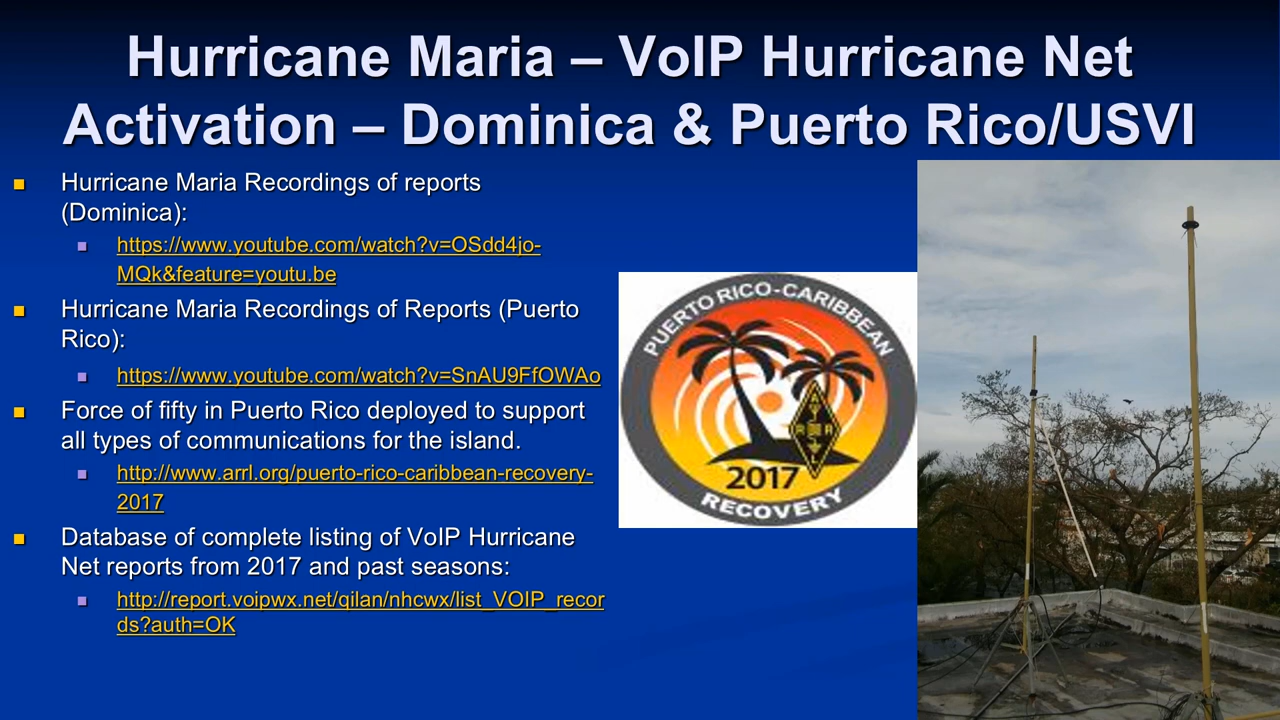 Hurricane Maria – VoIP Hurricane Net
Activation – Dominica & Puerto Rico/USVI
Hurricane Maria Recordings of reports
(Dominica):
https://www.youtube.com/watch?v=OSdd4jo-
MQk&feature=youtu.be
Hurricane Maria Recordings of Reports (Puerto
Rico):
https://www.youtube.com/watch?v=SnAU9FfOWAo
Force of fifty in Puerto Rico deployed to support
all types of communications for the island.
http://www.arrl.org/puerto-rico-caribbean-recovery-
2017
Database of complete listing of VoIP Hurricane
Net reports from 2017 and past seasons:
http://report.voipwx.net/qilan/nhcwx/list_VOIP_recor
ds?auth=OK
PUERTO RICO-CARIBBEAN
ARRL
2017
RECOVERY